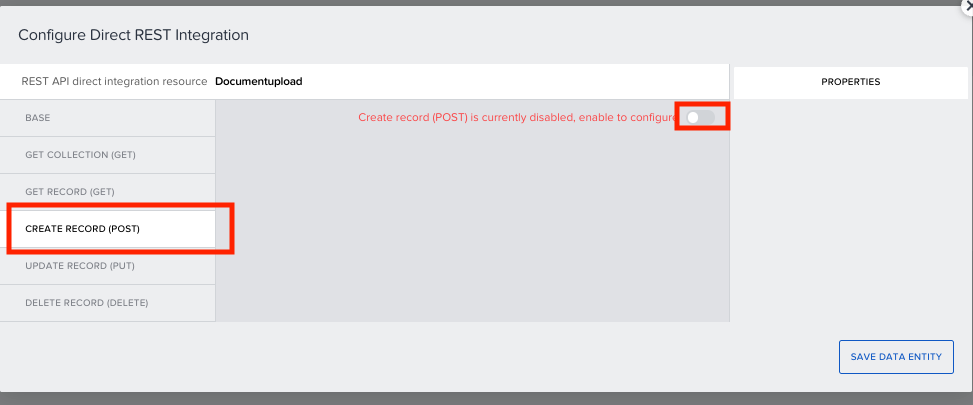 Configure Direct REST Integration
REST API direct integration resource Documentupload
PROPERTIES
BASE
Create record (POST) is currently disabled, enable to configure
GET COLLECTION (GET)
GET RECORD (GET)
CREATE RECORD (POST)
UPDATE RECORD (PUT)
DELETE RECORD (DELETE)
SAVE DATA ENTITY